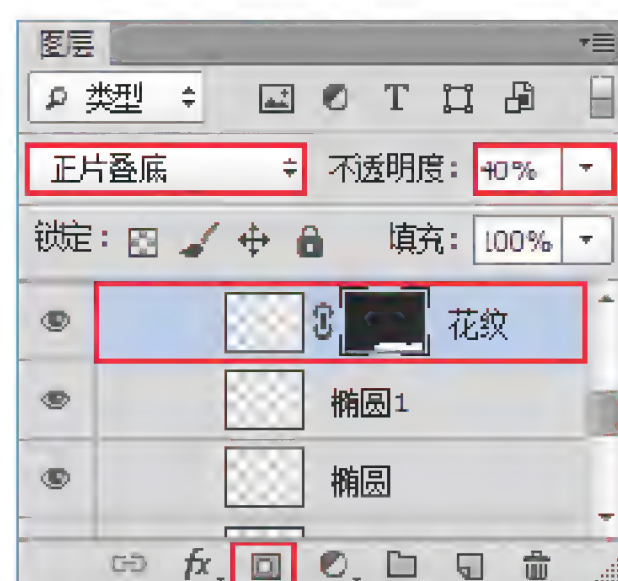 图层
类型 T
正片叠底 不透明度： 40%
锁定： 填充： 100%
花纹
椭圆1
椭圆
fx